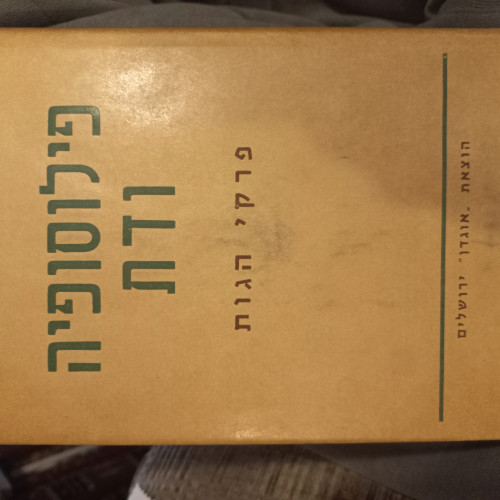 פילוסופיה
ודת
פרקי הגות
הוצאת "אוגדן" ירושלים